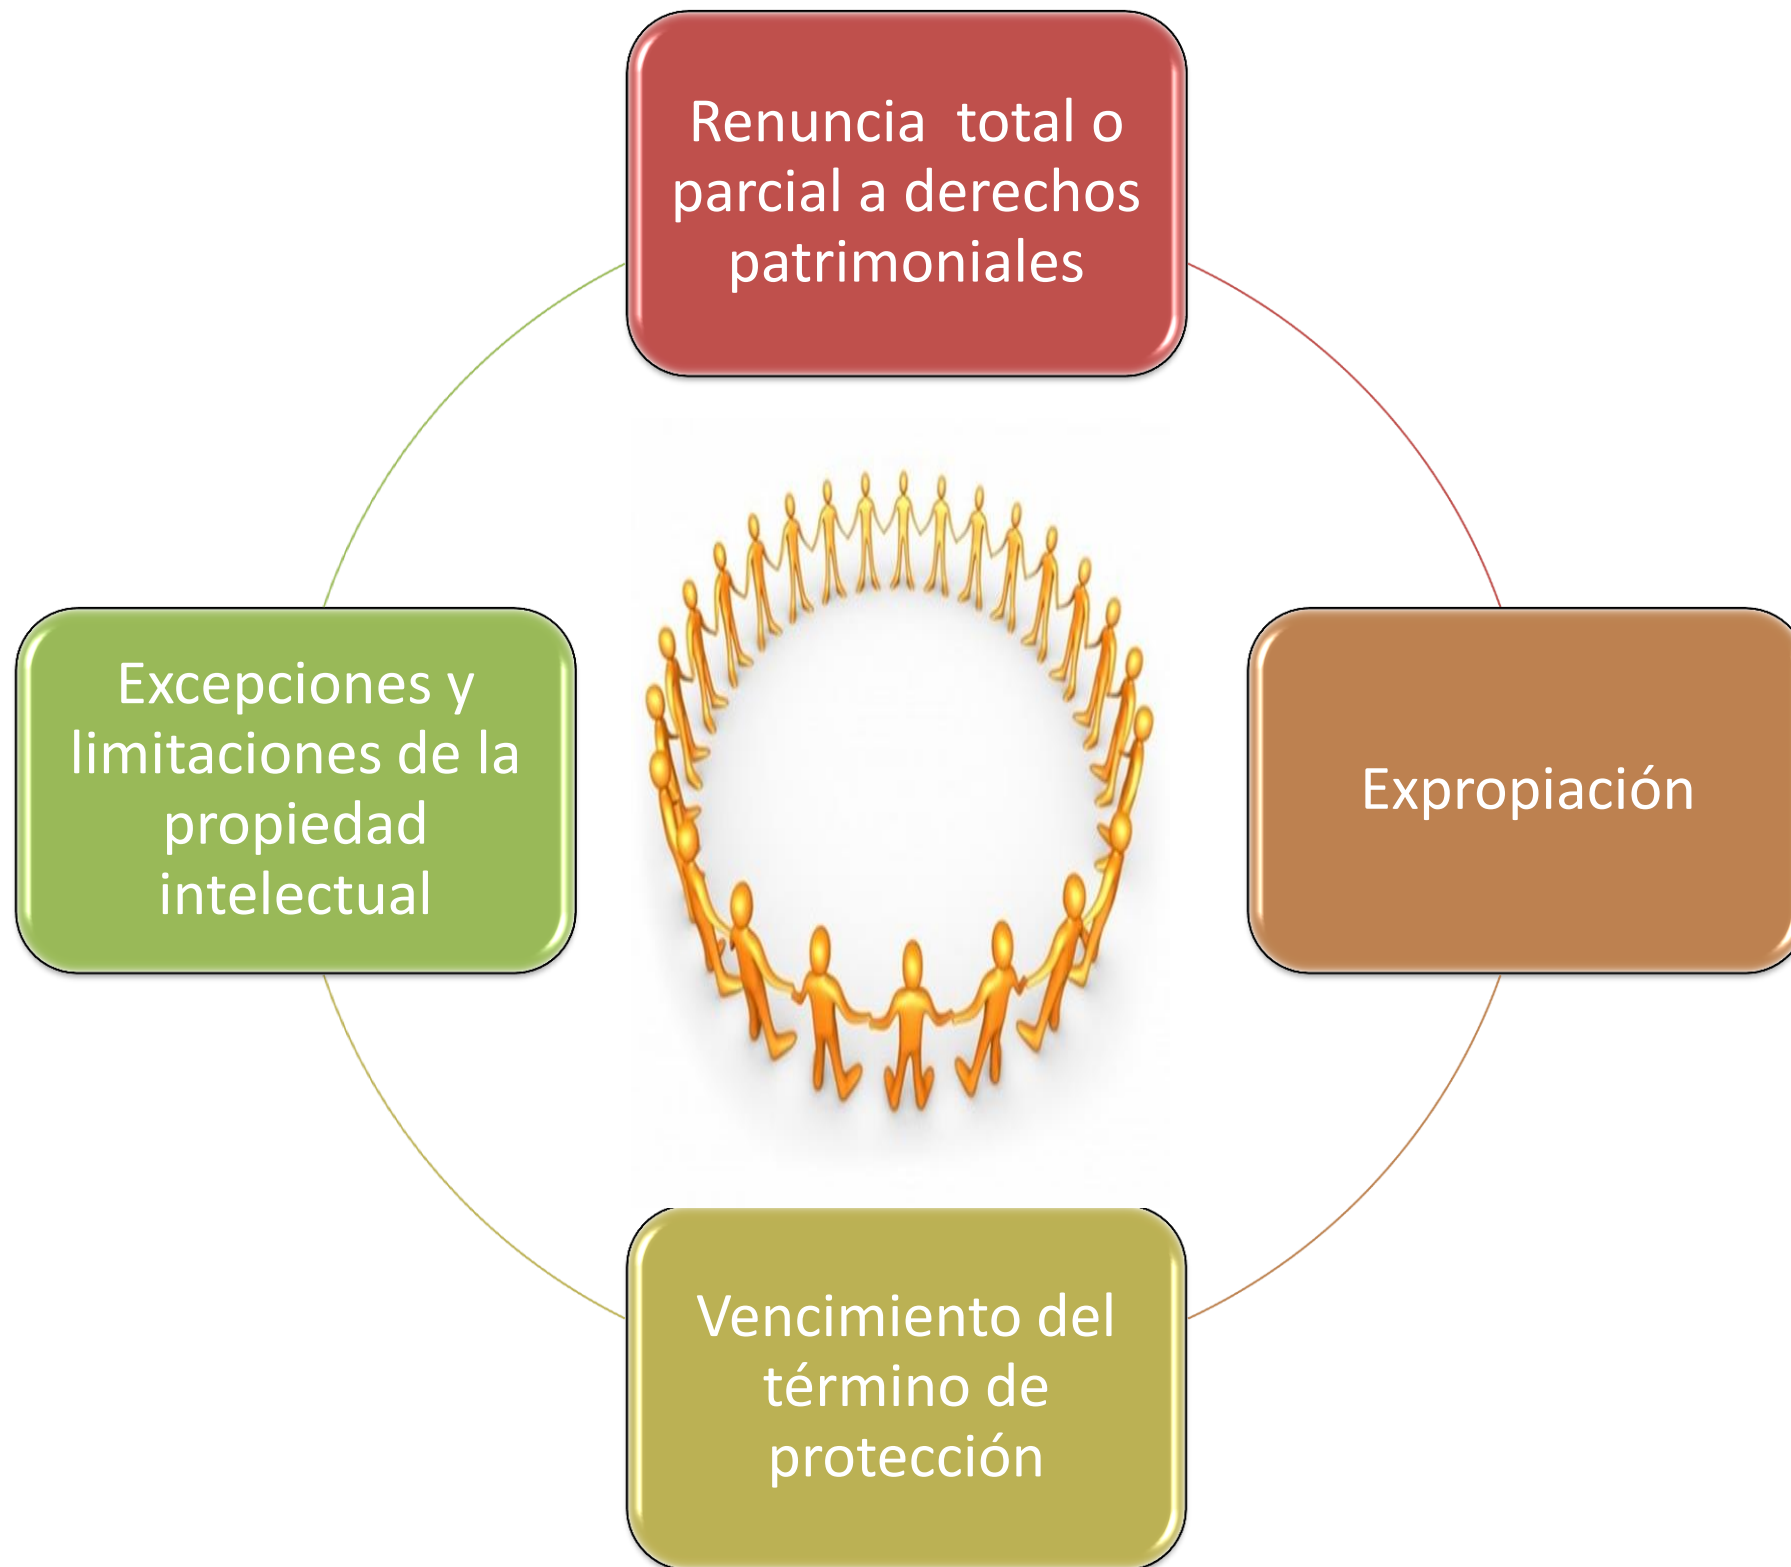 Renuncia  total o
parcial a derechos
patrimoniales
Excepciones y
limitaciones de la
propiedad
intelectual
Expropiación
Vencimiento del
término de
protección